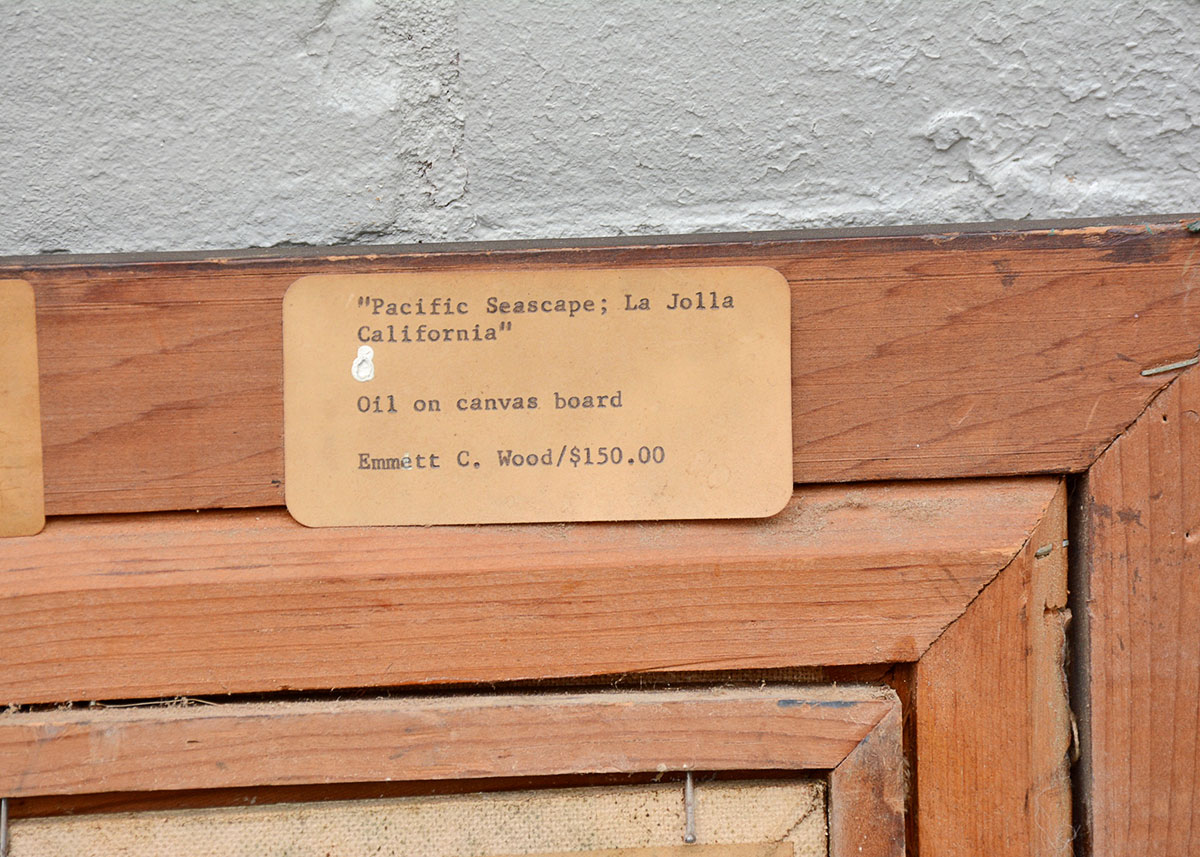 "Pacific Seascape; La Jolla
California"
Oil on canvas board
Emmett C. Wood/$150.00